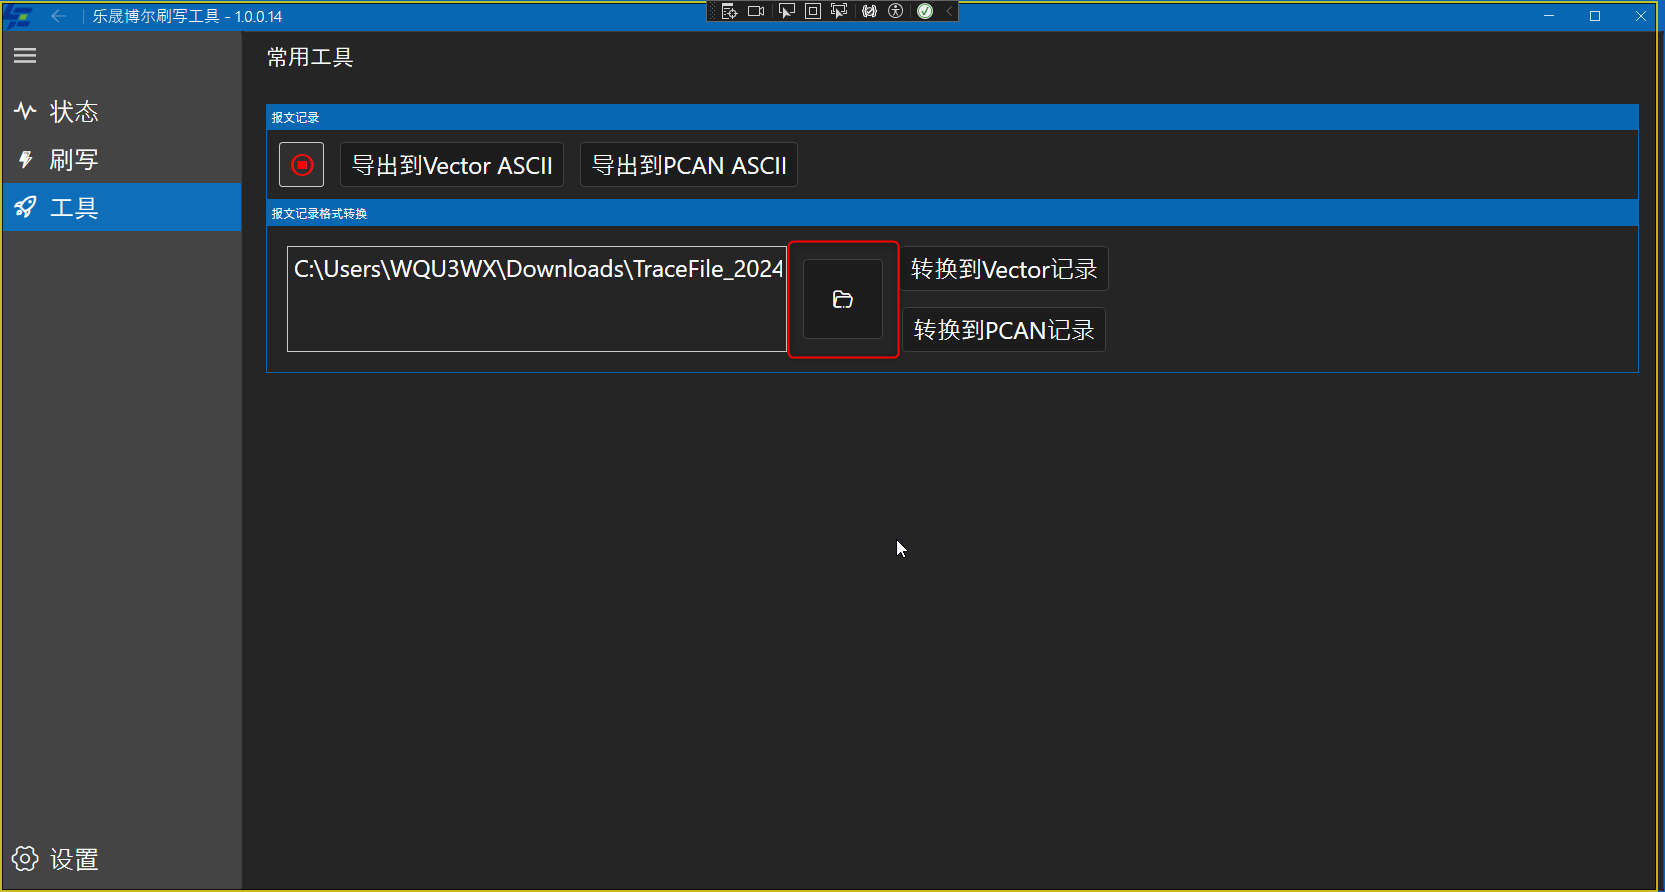 乐晟博尔刷写工具 - 1.0.0.14
常用工具
状态
刷写
工具
报文记录
导出到Vector ASCII
导出到PCAN ASCII
报文记录格式转换
C:\Users\WQU3WX\Downloads\TraceFile_2024
转换到Vector记录
转换到PCAN记录
设置